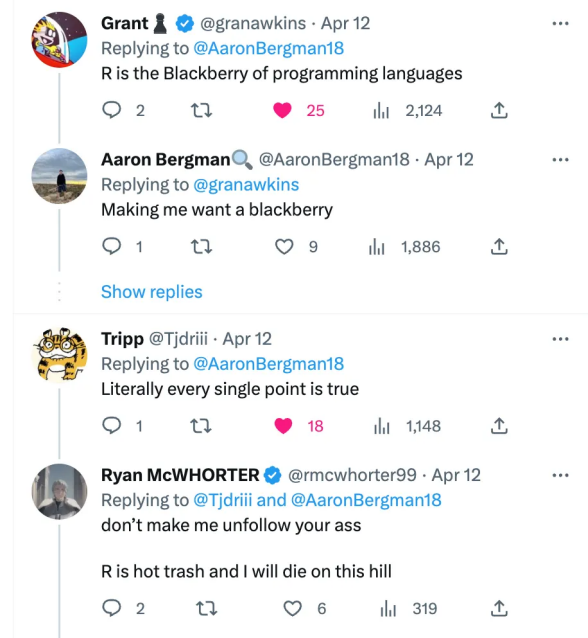 Grant ♟ @granawkins · Apr 12
Replying to @AaronBergman18
R is the Blackberry of programming languages
2 25 2,124
Aaron Bergman🔍 @AaronBergman18 · Apr 12
Replying to @granawkins
Making me want a blackberry
1 9 1,886
Show replies
Tripp @Tjdriii · Apr 12
Replying to @AaronBergman18
Literally every single point is true
1 18 1,148
Ryan McWHORTER @rmcwhorter99 · Apr 12
Replying to @Tjdriii and @AaronBergman18
don’t make me unfollow your ass
R is hot trash and I will die on this hill
2 6 319